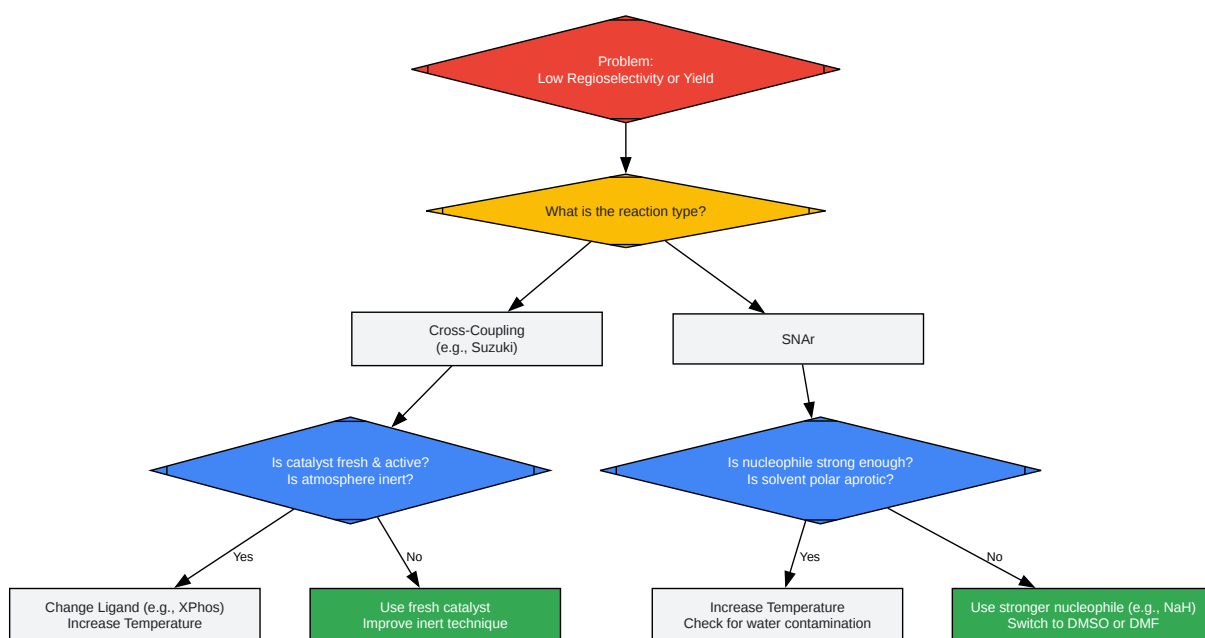 Problem:
Low Regioselectivity or Yield
What is the reaction type?
Cross-Coupling
(e.g., Suzuki)
SNAr
Is catalyst fresh & active?
Is atmosphere inert?
Is nucleophile strong enough?
Is solvent polar aprotic?
Yes
No
Yes
No
Change Ligand (e.g., XPhos)
Increase Temperature
Use fresh catalyst
Improve inert technique
Increase Temperature
Check for water contamination
Use stronger nucleophile (e.g., NaH)
Switch to DMSO or DMF